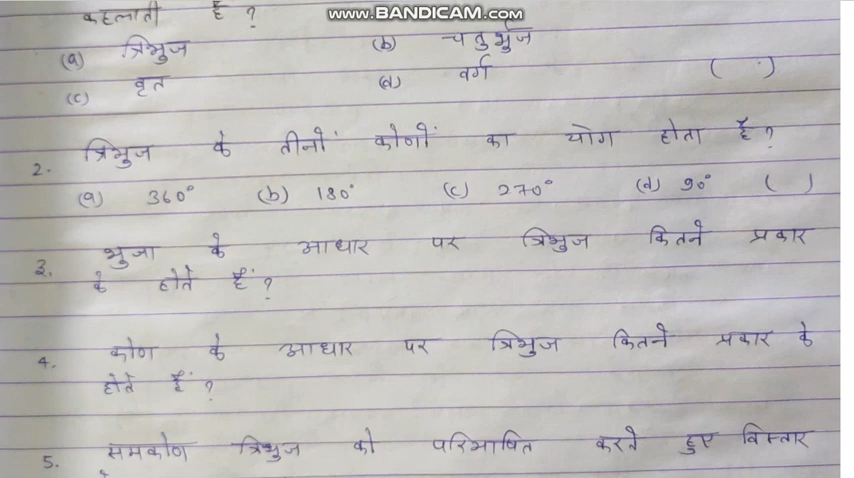 कहलाती है ?
www.BANDICAM.com
(a) त्रिभुज (b) चतुर्भुज
(c) वृत (d) वर्ग ( )
2. त्रिभुज के तीनों कोणों का योग होता है ?
(a) 360° (b) 180° (c) 270° (d) 90° ( )
3. भुजा के आधार पर त्रिभुज कितने प्रकार
के होते हैं ?
4. कोण के आधार पर त्रिभुज कितने प्रकार के
होते हैं ?
5. समकोण त्रिभुज को परिभाषित करते हुए विस्तार